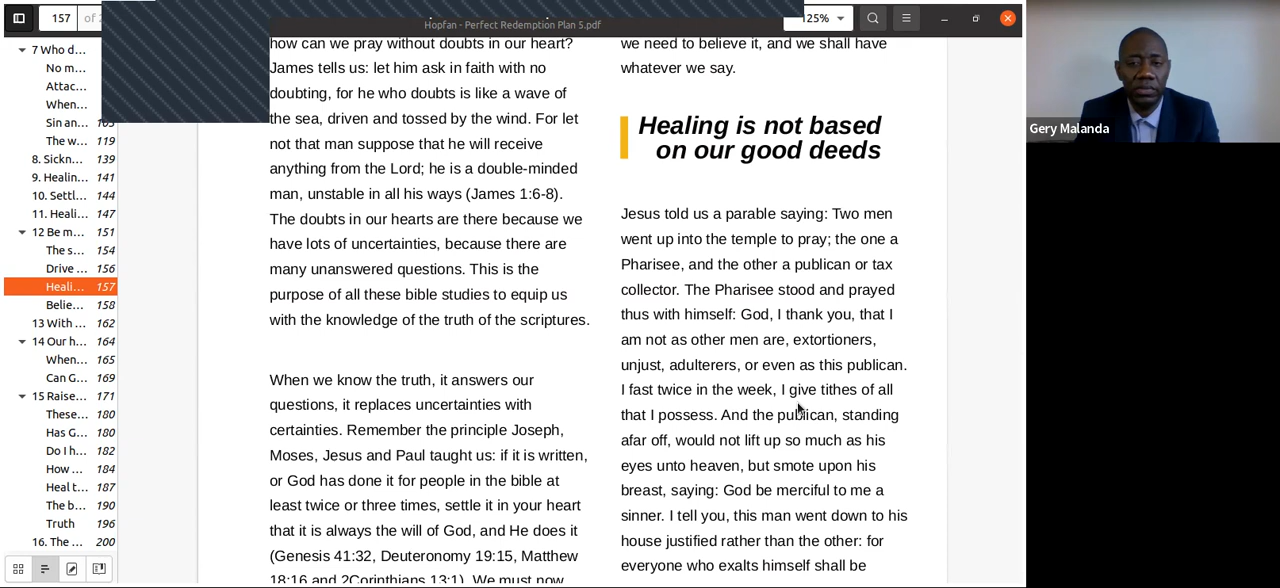 157
of
Hopfan - Perfect Redemption Plan 5.pdf
125%
7 Who d...
No m...
Attac...
When...
Sin an...
The w... 119
8. Sickn... 139
9. Healin... 141
10. Settl... 144
11. Heali... 147
12 Be m... 151
The s... 154
Drive ... 156
Heali... 157
Belie... 158
13 With ... 162
14 Our h... 164
When... 165
Can G... 169
15 Raise... 171
These... 180
Has G... 180
Do I h... 182
How ... 184
Heal t... 187
The b... 190
Truth 196
16. The ... 200
how can we pray without doubts in our heart?
James tells us: let him ask in faith with no
doubting, for he who doubts is like a wave of
the sea, driven and tossed by the wind. For let
not that man suppose that he will receive
anything from the Lord; he is a double-minded
man, unstable in all his ways (James 1:6-8).
The doubts in our hearts are there because we
have lots of uncertainties, because there are
many unanswered questions. This is the
purpose of all these bible studies to equip us
with the knowledge of the truth of the scriptures.
When we know the truth, it answers our
questions, it replaces uncertainties with
certainties. Remember the principle Joseph,
Moses, Jesus and Paul taught us: if it is written,
or God has done it for people in the bible at
least twice or three times, settle it in your heart
that it is always the will of God, and He does it
(Genesis 41:32, Deuteronomy 19:15, Matthew
18:16 and 2Corinthians 13:1). We must now
we need to believe it, and we shall have
whatever we say.
Healing is not based
on our good deeds
Jesus told us a parable saying: Two men
went up into the temple to pray; the one a
Pharisee, and the other a publican or tax
collector. The Pharisee stood and prayed
thus with himself: God, I thank you, that I
am not as other men are, extortioners,
unjust, adulterers, or even as this publican.
I fast twice in the week, I give tithes of all
that I possess. And the publican, standing
afar off, would not lift up so much as his
eyes unto heaven, but smote upon his
breast, saying: God be merciful to me a
sinner. I tell you, this man went down to his
house justified rather than the other: for
everyone who exalts himself shall be
Gery Malanda